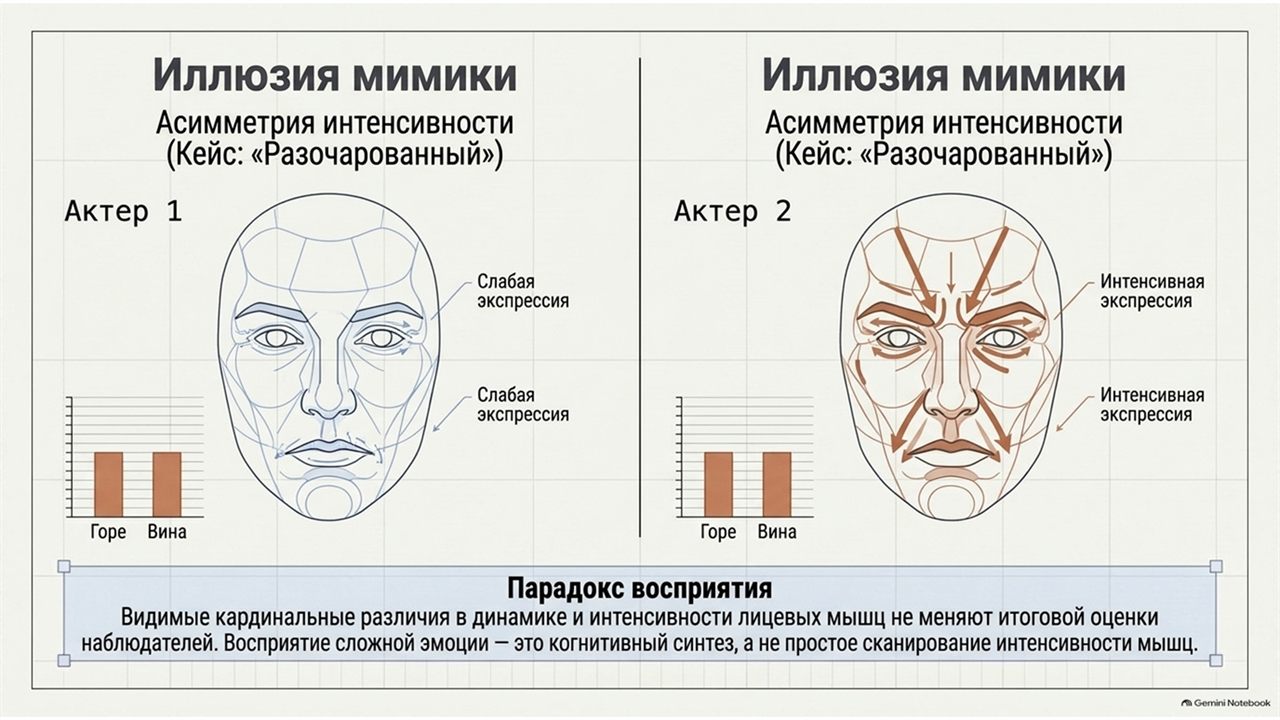 Иллюзия мимики
Асимметрия интенсивности
(Кейс: «Разочарованный»)
Актер 1
Слабая
экспрессия
Слабая
экспрессия
Горе Вина
Иллюзия мимики
Асимметрия интенсивности
(Кейс: «Разочарованный»)
Актер 2
Интенсивная
экспрессия
Интенсивная
экспрессия
Горе Вина
Парадокс восприятия
Видимые кардинальные различия в динамике и интенсивности лицевых мышц не меняют итоговой оценки
наблюдателей. Восприятие сложной эмоции — это когнитивный синтез, а не простое сканирование интенсивности мышц.
Gemini Notebook